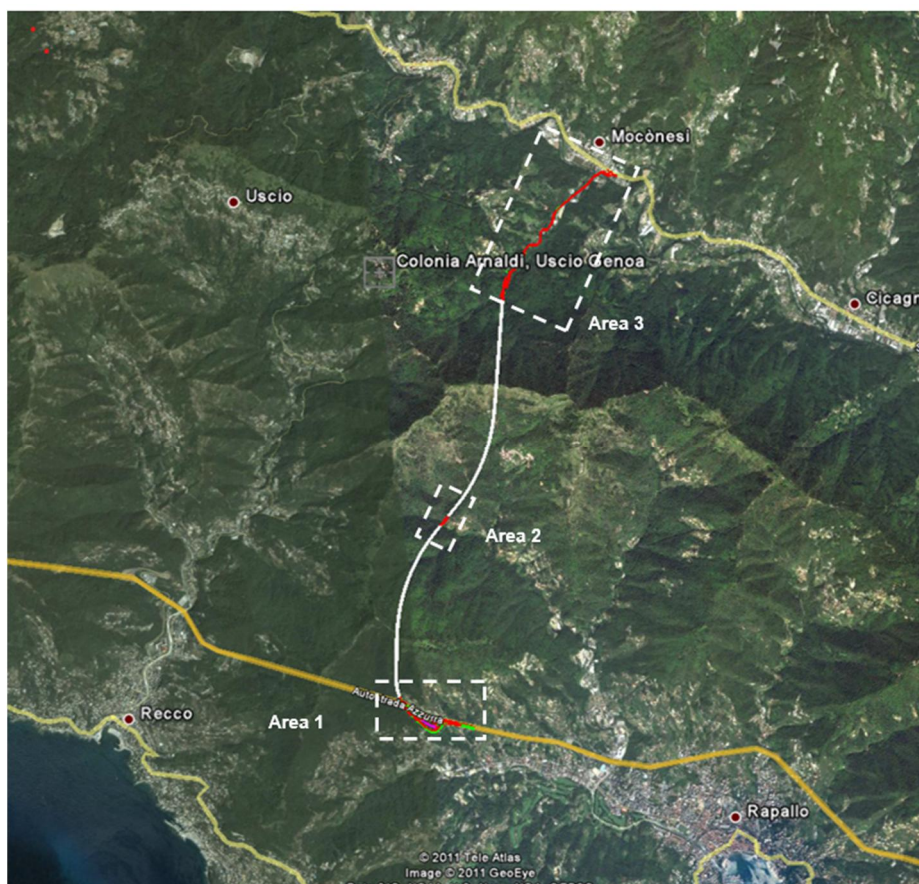 Mocònesi
Uscio
Colonia Arnaldi, Uscio Genoa
Cicagn
Area 3
Area 2
Autostrada Azzurra
Area 1
Recco
Rapallo
© 2011 Tele Atlas
Image © 2011 GeoEye